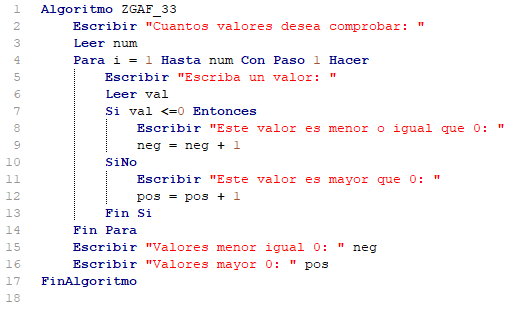 1 Algoritmo ZGAF_33
2 Escribir "Cuantos valores desea comprobar: "
3 Leer num
4 Para i = 1 Hasta num Con Paso 1 Hacer
5 Escribir "Escriba un valor: "
6 Leer val
7 Si val <=0 Entonces
8 Escribir "Este valor es menor o igual que 0: "
9 neg = neg + 1
10 SiNo
11 Escribir "Este valor es mayor que 0: "
12 pos = pos + 1
13 Fin Si
14 Fin Para
15 Escribir "Valores menor igual 0: " neg
16 Escribir "Valores mayor 0: " pos
17 FinAlgoritmo
18